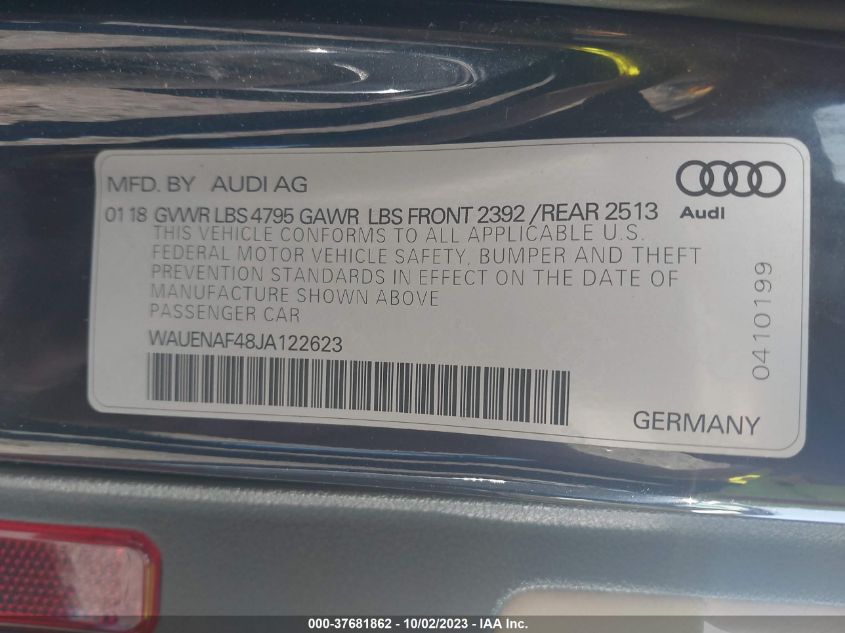 MFD. BY AUDI AG
Audi
01 18 GVWR LBS 4795 GAWR LBS FRONT 2392 /REAR 2513
THIS VEHICLE CONFORMS TO ALL APPLICABLE U.S.
FEDERAL MOTOR VEHICLE SAFETY, BUMPER AND THEFT
PREVENTION STANDARDS IN EFFECT ON THE DATE OF
MANUFACTURE SHOWN ABOVE
PASSENGER CAR
WAUENAF48JA122623
0410199
GERMANY
000-37681862 - 10/02/2023 - IAA Inc.